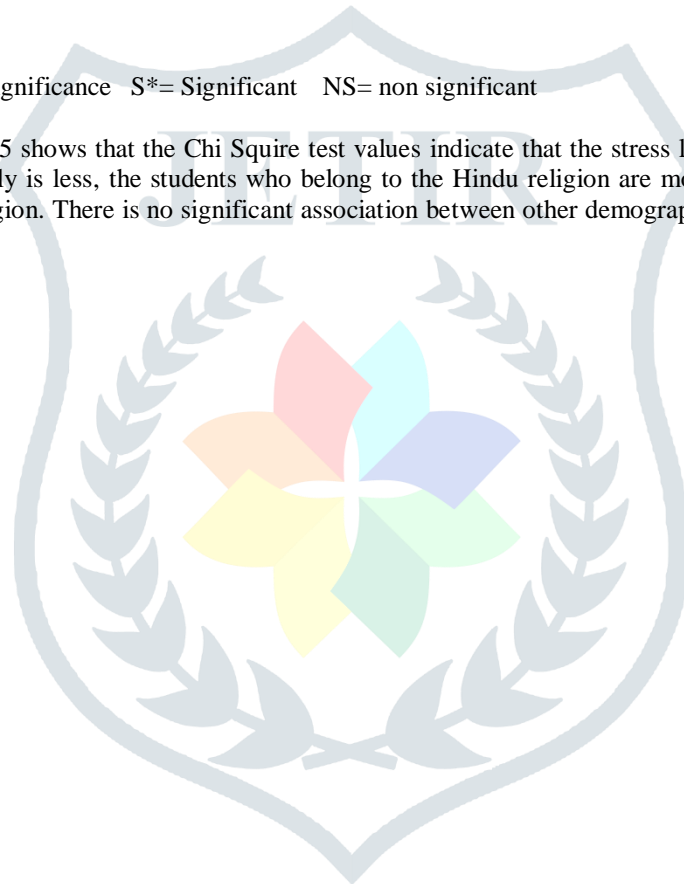 gnificance S*= Significant NS= non significant
5 shows that the Chi Squire test values indicate that the stress l
ly is less, the students who belong to the Hindu religion are mo
gion. There is no significant association between other demograp
JETIR